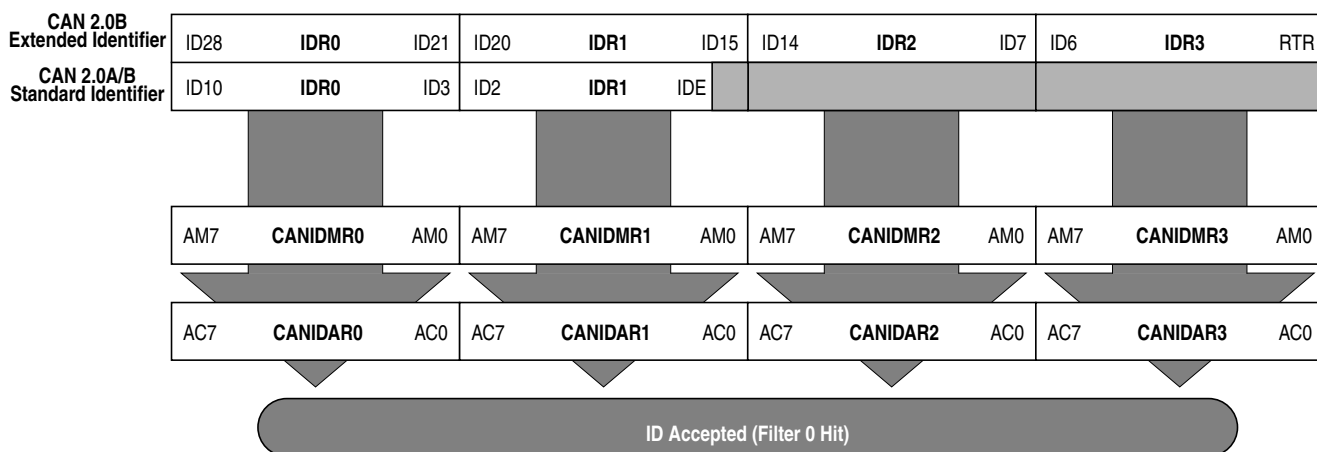 CAN 2.0B
Extended Identifier
ID28 IDR0 ID21 ID20 IDR1 ID15 ID14 IDR2 ID7 ID6 IDR3 RTR
CAN 2.0A/B
Standard Identifier
ID10 IDR0 ID3 ID2 IDR1 IDE
AM7 CANIDMR0 AM0 AM7 CANIDMR1 AM0 AM7 CANIDMR2 AM0 AM7 CANIDMR3 AM0
AC7 CANIDAR0 AC0 AC7 CANIDAR1 AC0 AC7 CANIDAR2 AC0 AC7 CANIDAR3 AC0
ID Accepted (Filter 0 Hit)